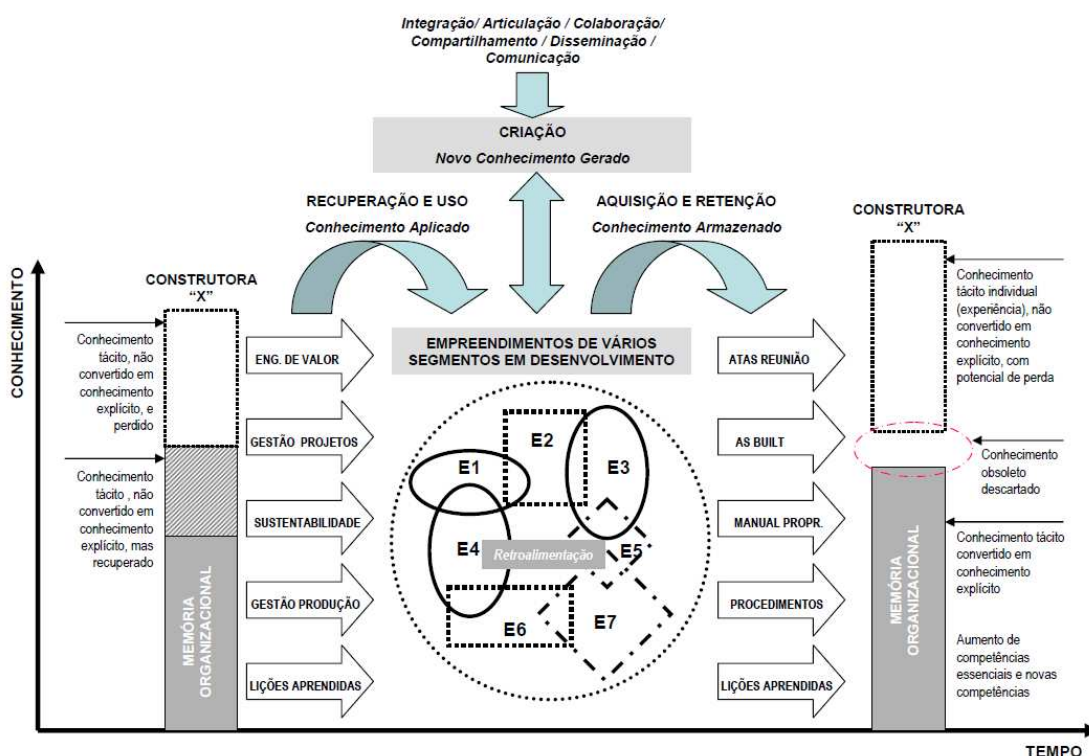 Integração/ Articulação / Colaboração/
Compartilhamento / Disseminação /
Comunicação
CRIAÇÃO
Novo Conhecimento Gerado
RECUPERAÇÃO E USO
Conhecimento Aplicado
AQUISIÇÃO E RETENÇÃO
Conhecimento Armazenado
CONHECIMENTO
CONSTRUTORA
“X”
Conhecimento
tácito, não
convertido em
conhecimento
explícito, e
perdido
Conhecimento
tácito , não
convertido em
conhecimento
explícito, mas
recuperado
MEMÓRIA
ORGANIZACIONAL
ENG. DE VALOR
GESTÃO PROJETOS
SUSTENTABILIDADE
GESTÃO PRODUÇÃO
LIÇÕES APRENDIDAS
EMPREENDIMENTOS DE VÁRIOS
SEGMENTOS EM DESENVOLVIMENTO
E2
E1
E3
E4
Retroalimentação
E5
E6
E7
ATAS REUNIÃO
AS BUILT
MANUAL PROPR.
PROCEDIMENTOS
LIÇÕES APRENDIDAS
CONSTRUTORA
“X”
MEMÓRIA
ORGANIZACIONAL
Conhecimento
tácito individual
(experiência), não
convertido em
conhecimento
explícito, com
potencial de perda
Conhecimento
obsoleto
descartado
Conhecimento tácito
convertido em
conhecimento
explícito
Aumento de
competências
essenciais e novas
competências
TEMPO